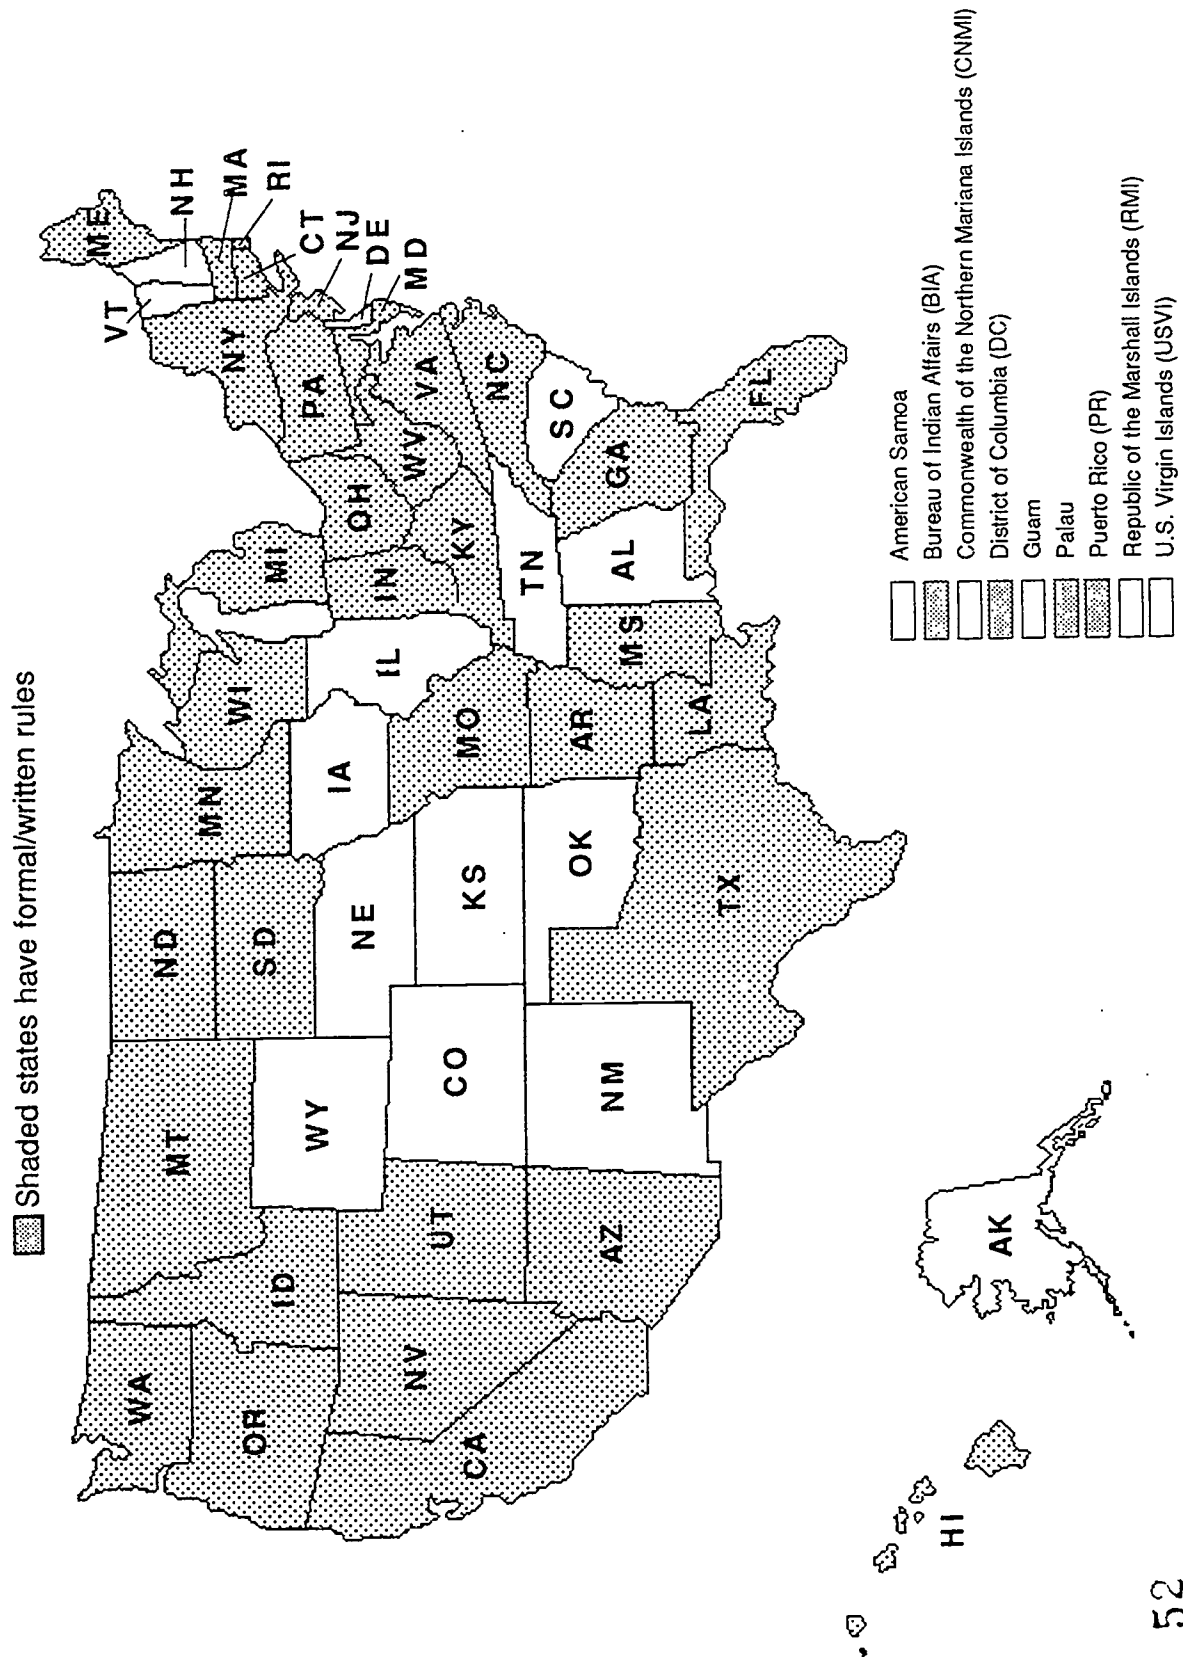 Shaded states have formal/written rules
WA
MT
ND
MN
ME
VT
NH
MA
RI
CT
NJ
DE
MD
OR
ID
WY
SD
WI
MI
NY
PA
NV
UT
CO
NE
IA
IL
IN
OH
WV
VA
CA
AZ
NM
KS
MO
KY
NC
OK
AR
TN
SC
TX
LA
MS
AL
GA
FL
HI
AK
American Samoa
Bureau of Indian Affairs (BIA)
Commonwealth of the Northern Mariana Islands (CNMI)
District of Columbia (DC)
Guam
Palau
Puerto Rico (PR)
Republic of the Marshall Islands (RMI)
U.S. Virgin Islands (USVI)
52